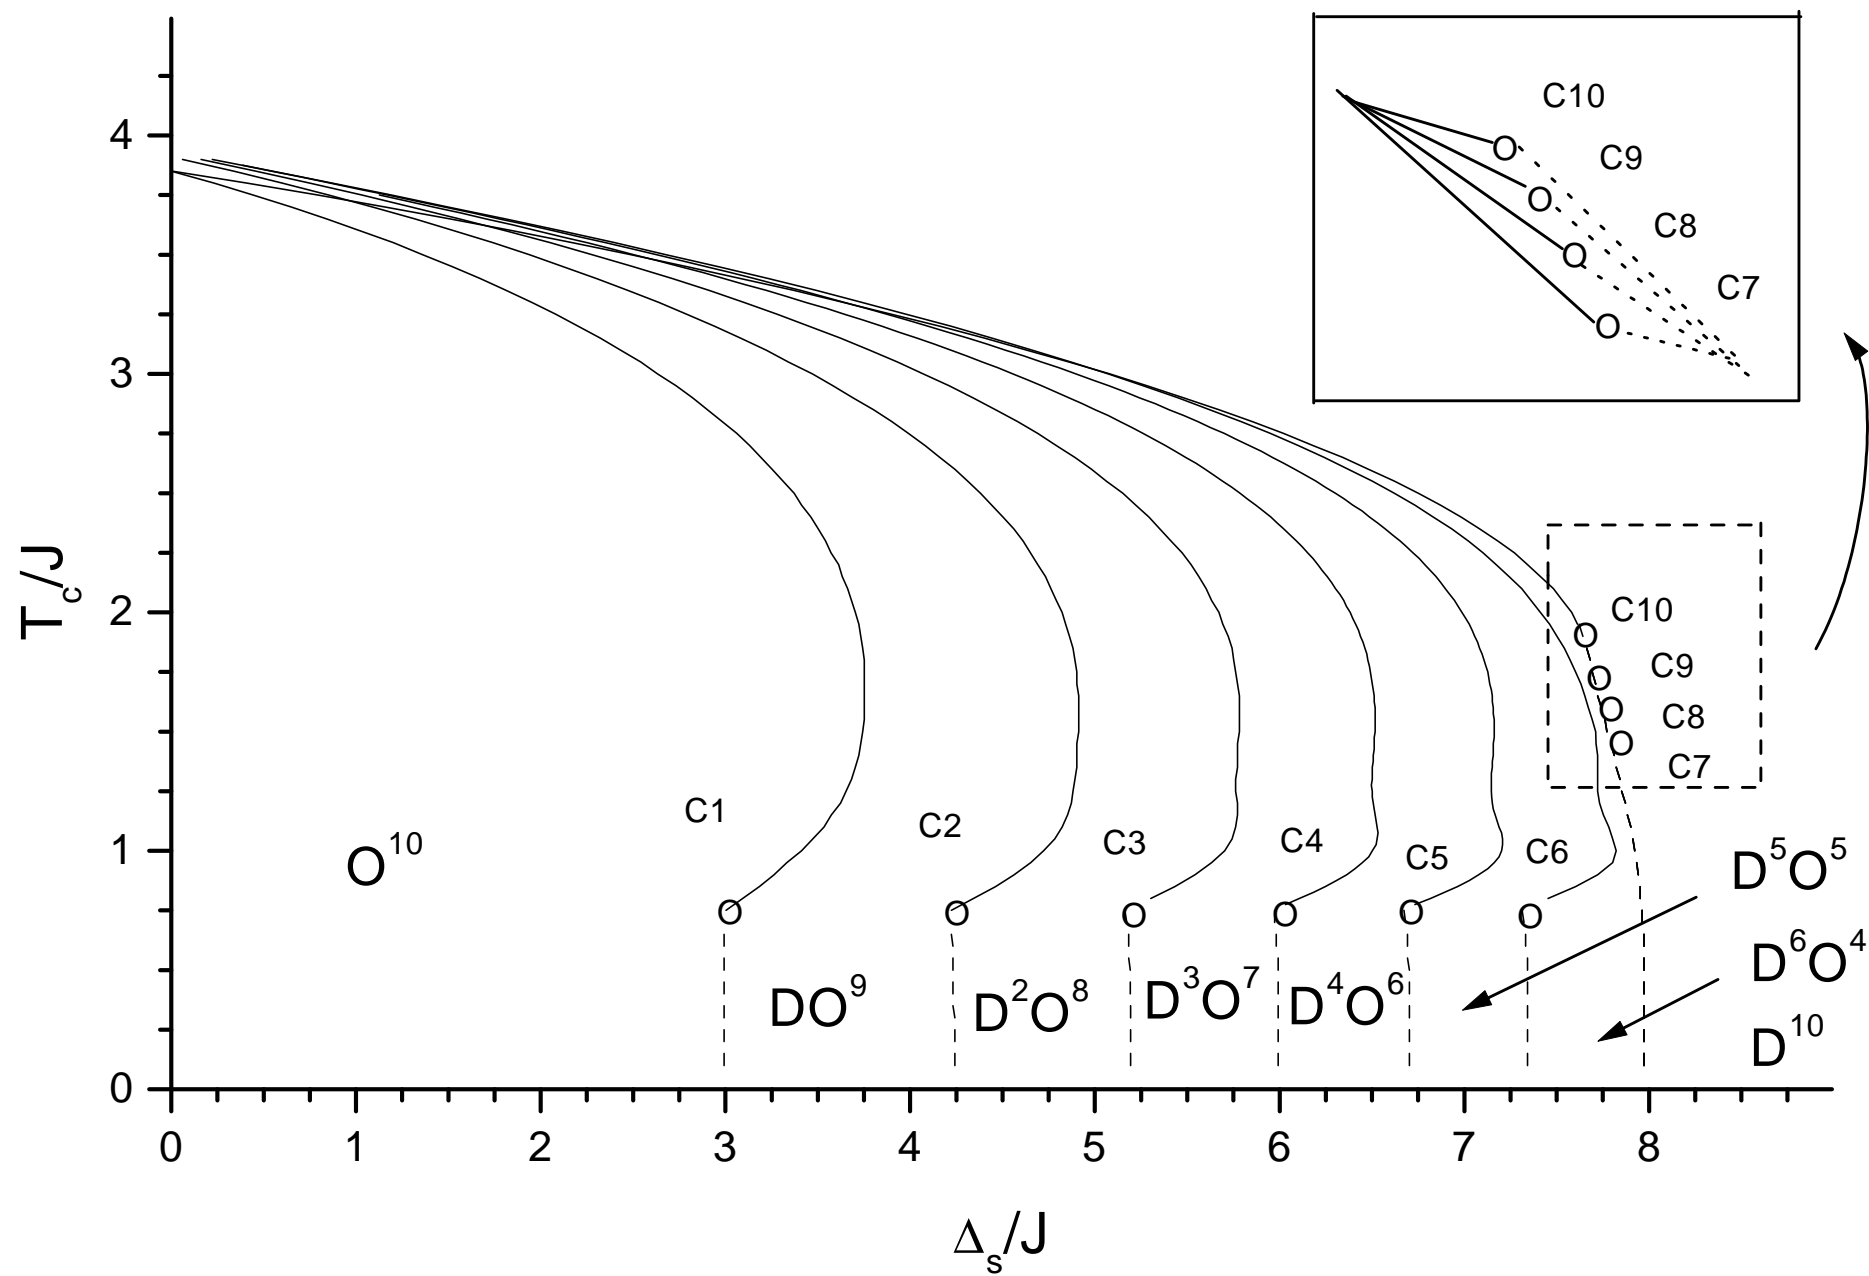 C10
C9
C8
C7
4
3
2
1
0
T_c/J
C10
C9
C8
C7
C1
C2
C3
C4
C5
C6
O^10
DO^9
D^2O^8
D^3O^7
D^4O^6
D^5O^5
D^6O^4
D^10
0 1 2 3 4 5 6 7 8
Δ_s/J